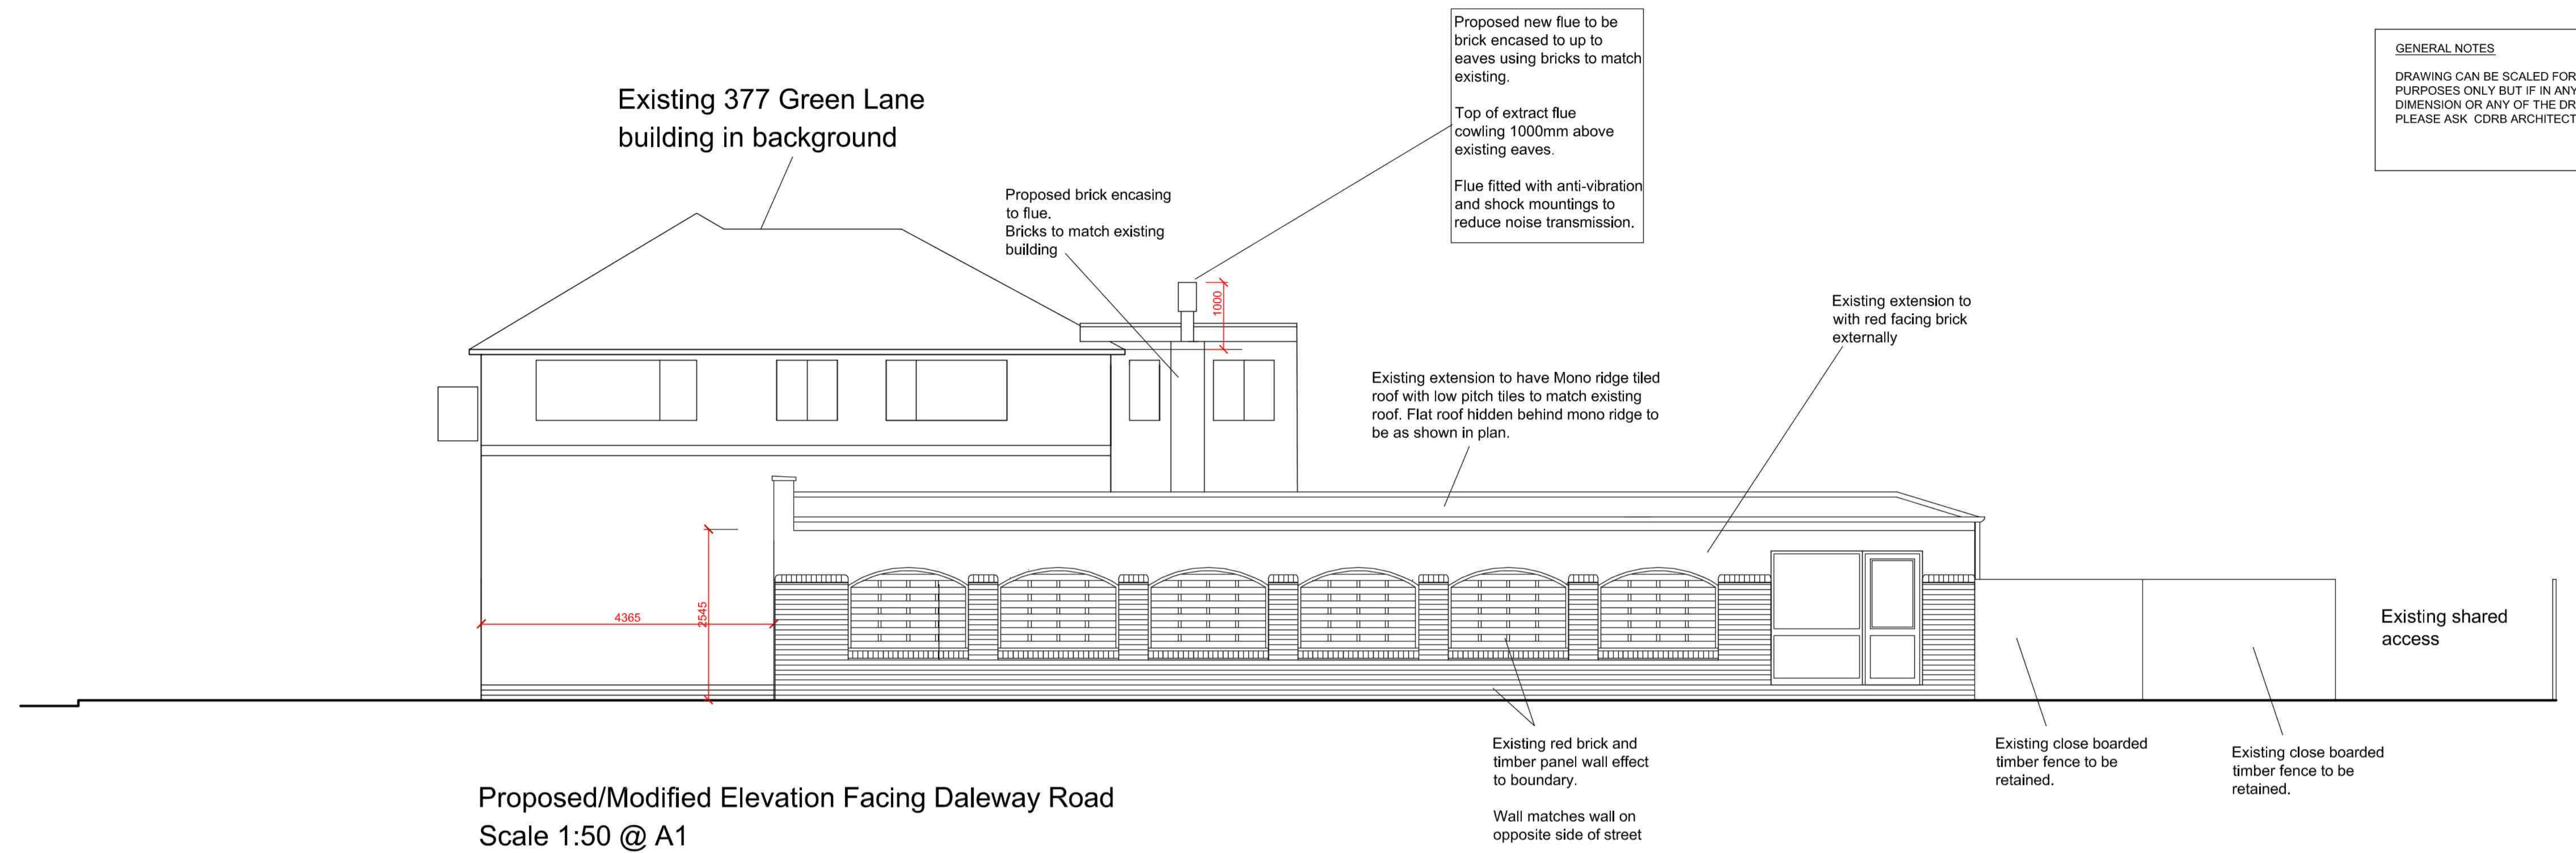 Proposed new flue to be
brick encased to up to
eaves using bricks to match
existing.
Top of extract flue
cowling 1000mm above
existing eaves.
Flue fitted with anti-vibration
and shock mountings to
reduce noise transmission.
GENERAL NOTES
DRAWING CAN BE SCALED FOR
PURPOSES ONLY BUT IF IN ANY
DIMENSION OR ANY OF THE DR
PLEASE ASK CDRB ARCHITECT
Existing 377 Green Lane
building in background
Proposed brick encasing
to flue.
Bricks to match existing
building
1000
Existing extension to
with red facing brick
externally
Existing extension to have Mono ridge tiled
roof with low pitch tiles to match existing
roof. Flat roof hidden behind mono ridge to
be as shown in plan.
4365
2545
Existing shared
access
Existing red brick and
timber panel wall effect
to boundary.
Wall matches wall on
opposite side of street
Existing close boarded
timber fence to be
retained.
Existing close boarded
timber fence to be
retained.
Proposed/Modified Elevation Facing Daleway Road
Scale 1:50 @ A1